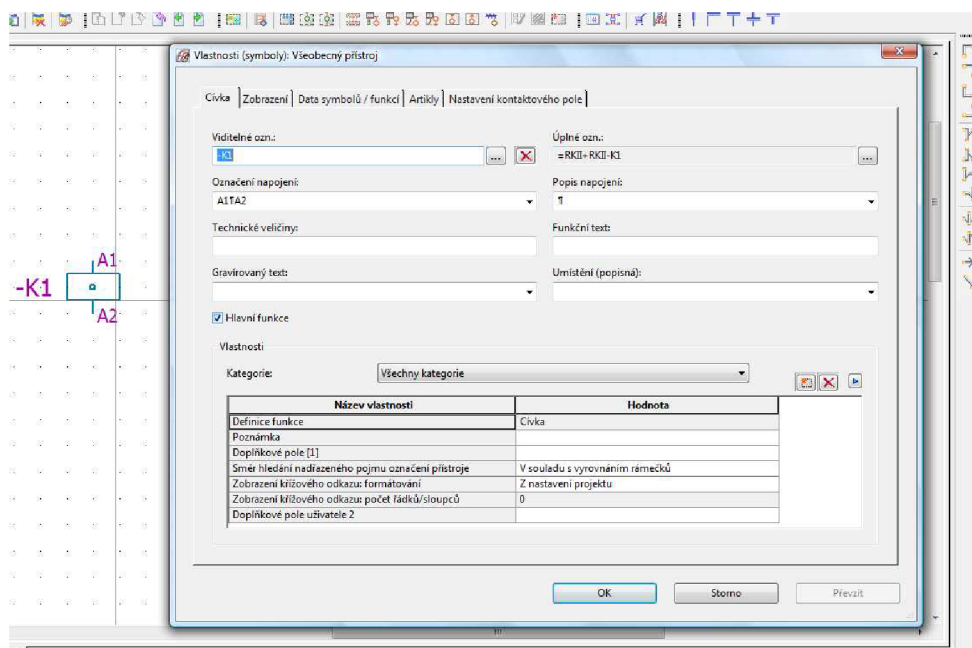 Vlastnosti (symboly): Všeobecný přístroj
Cívka Zobrazení Data symbolů / funkcí Artikly Nastavení kontaktového pole
Viditelné ozn.: Úplné ozn.:
-K1 ... =RKII+RKII-K1 ...
Označení napojení: Popis napojení:
A1¶A2 ¶
Technické veličiny: Funkční text:
Gravírovaný text: Umístění (popisná):
Hlavní funkce
Vlastnosti
Kategorie: Všechny kategorie
Název vlastnosti Hodnota
Definice funkce Cívka
Poznámka
Doplňkové pole [1]
Směr hledání nadřazeného pojmu označení přístroje V souladu s vyrovnáním rámečků
Zobrazení křížového odkazu: formátování Z nastavení projektu
Zobrazení křížového odkazu: počet řádků/sloupců 0
Doplňkové pole uživatele 2
OK Storno Převzít
A1
-K1
A2